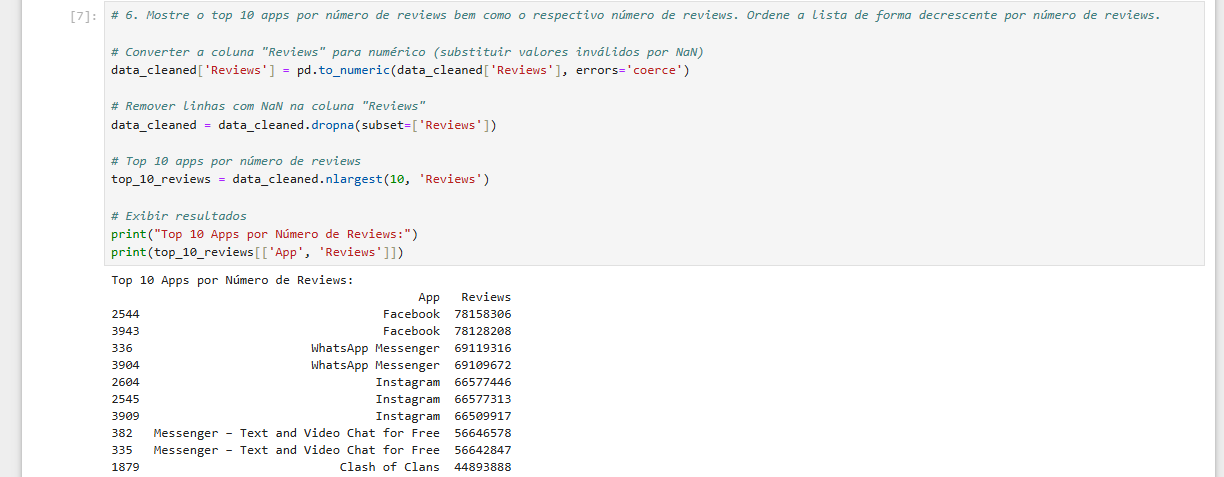 [7]: # 6. Mostre o top 10 apps por número de reviews bem como o respectivo número de reviews. Ordene a lista de forma decrescente por número de reviews.
# Converter a coluna "Reviews" para numérico (substituir valores inválidos por NaN)
data_cleaned['Reviews'] = pd.to_numeric(data_cleaned['Reviews'], errors='coerce')
# Remover linhas com NaN na coluna "Reviews"
data_cleaned = data_cleaned.dropna(subset=['Reviews'])
# Top 10 apps por número de reviews
top_10_reviews = data_cleaned.nlargest(10, 'Reviews')
# Exibir resultados
print("Top 10 Apps por Número de Reviews:")
print(top_10_reviews[['App', 'Reviews']])
Top 10 Apps por Número de Reviews:
App Reviews
2544 Facebook 78158306
3943 Facebook 78128208
336 WhatsApp Messenger 69119316
3904 WhatsApp Messenger 69109672
2604 Instagram 66577446
2545 Instagram 66577313
3909 Instagram 66509917
382 Messenger – Text and Video Chat for Free 56646578
335 Messenger – Text and Video Chat for Free 56642847
1879 Clash of Clans 44893888